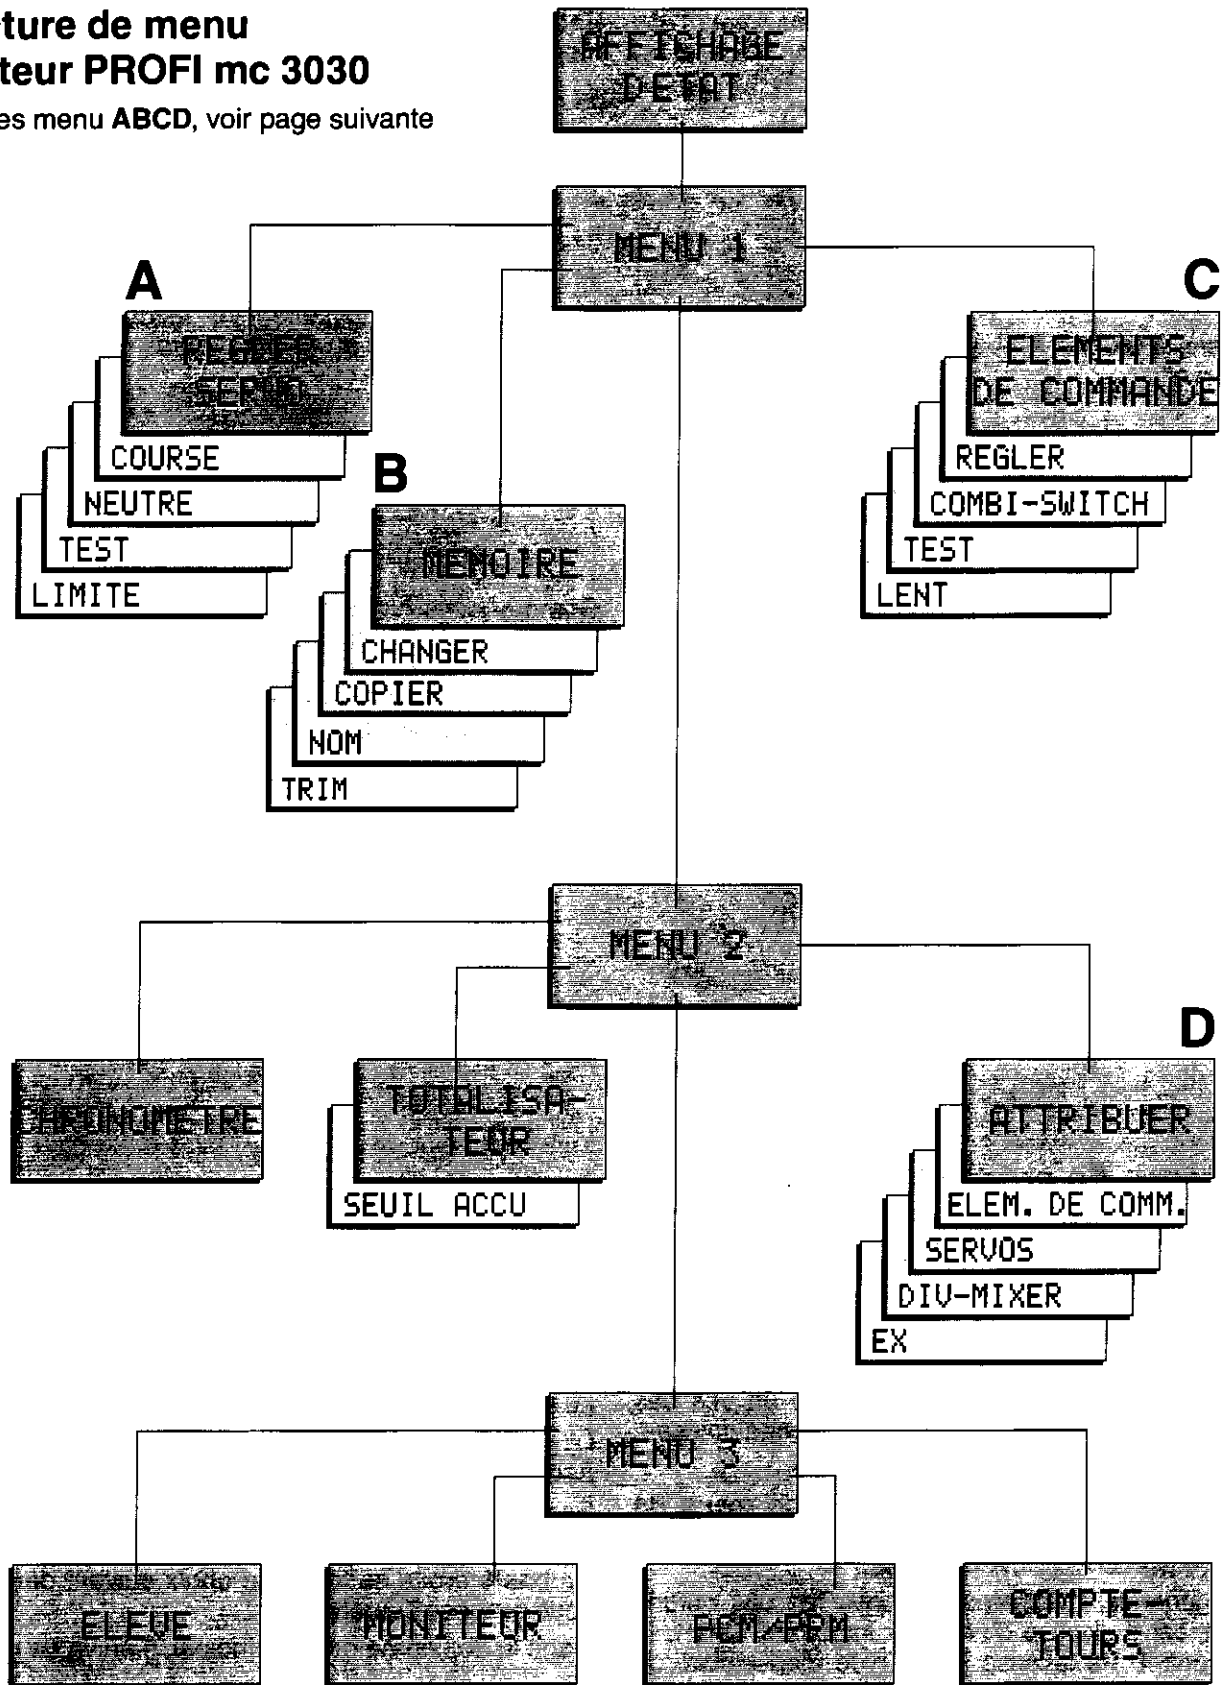 cture de menu
teur PROFI mc 3030
es menu ABCD, voir page suivante
AFFICHAGE
D'ETAT
MENU 1
A
REGLER
SERVO
COURSE
NEUTRE
TEST
LIMITE
B
MEMOIRE
CHANGER
COPIER
NOM
TRIM
C
ELEMENTS
DE COMMANDE
REGLER
COMBI-SWITCH
TEST
LENT
MENU 2
CHRONOMETRE
TOTALISA-
TEUR
SEUIL ACCU
D
ATTRIBUER
ELEM. DE COMM.
SERVOS
DIV-MIXER
EX
MENU 3
ELEVE
MONITEUR
PCM/PPM
COMPTE-
TOURS